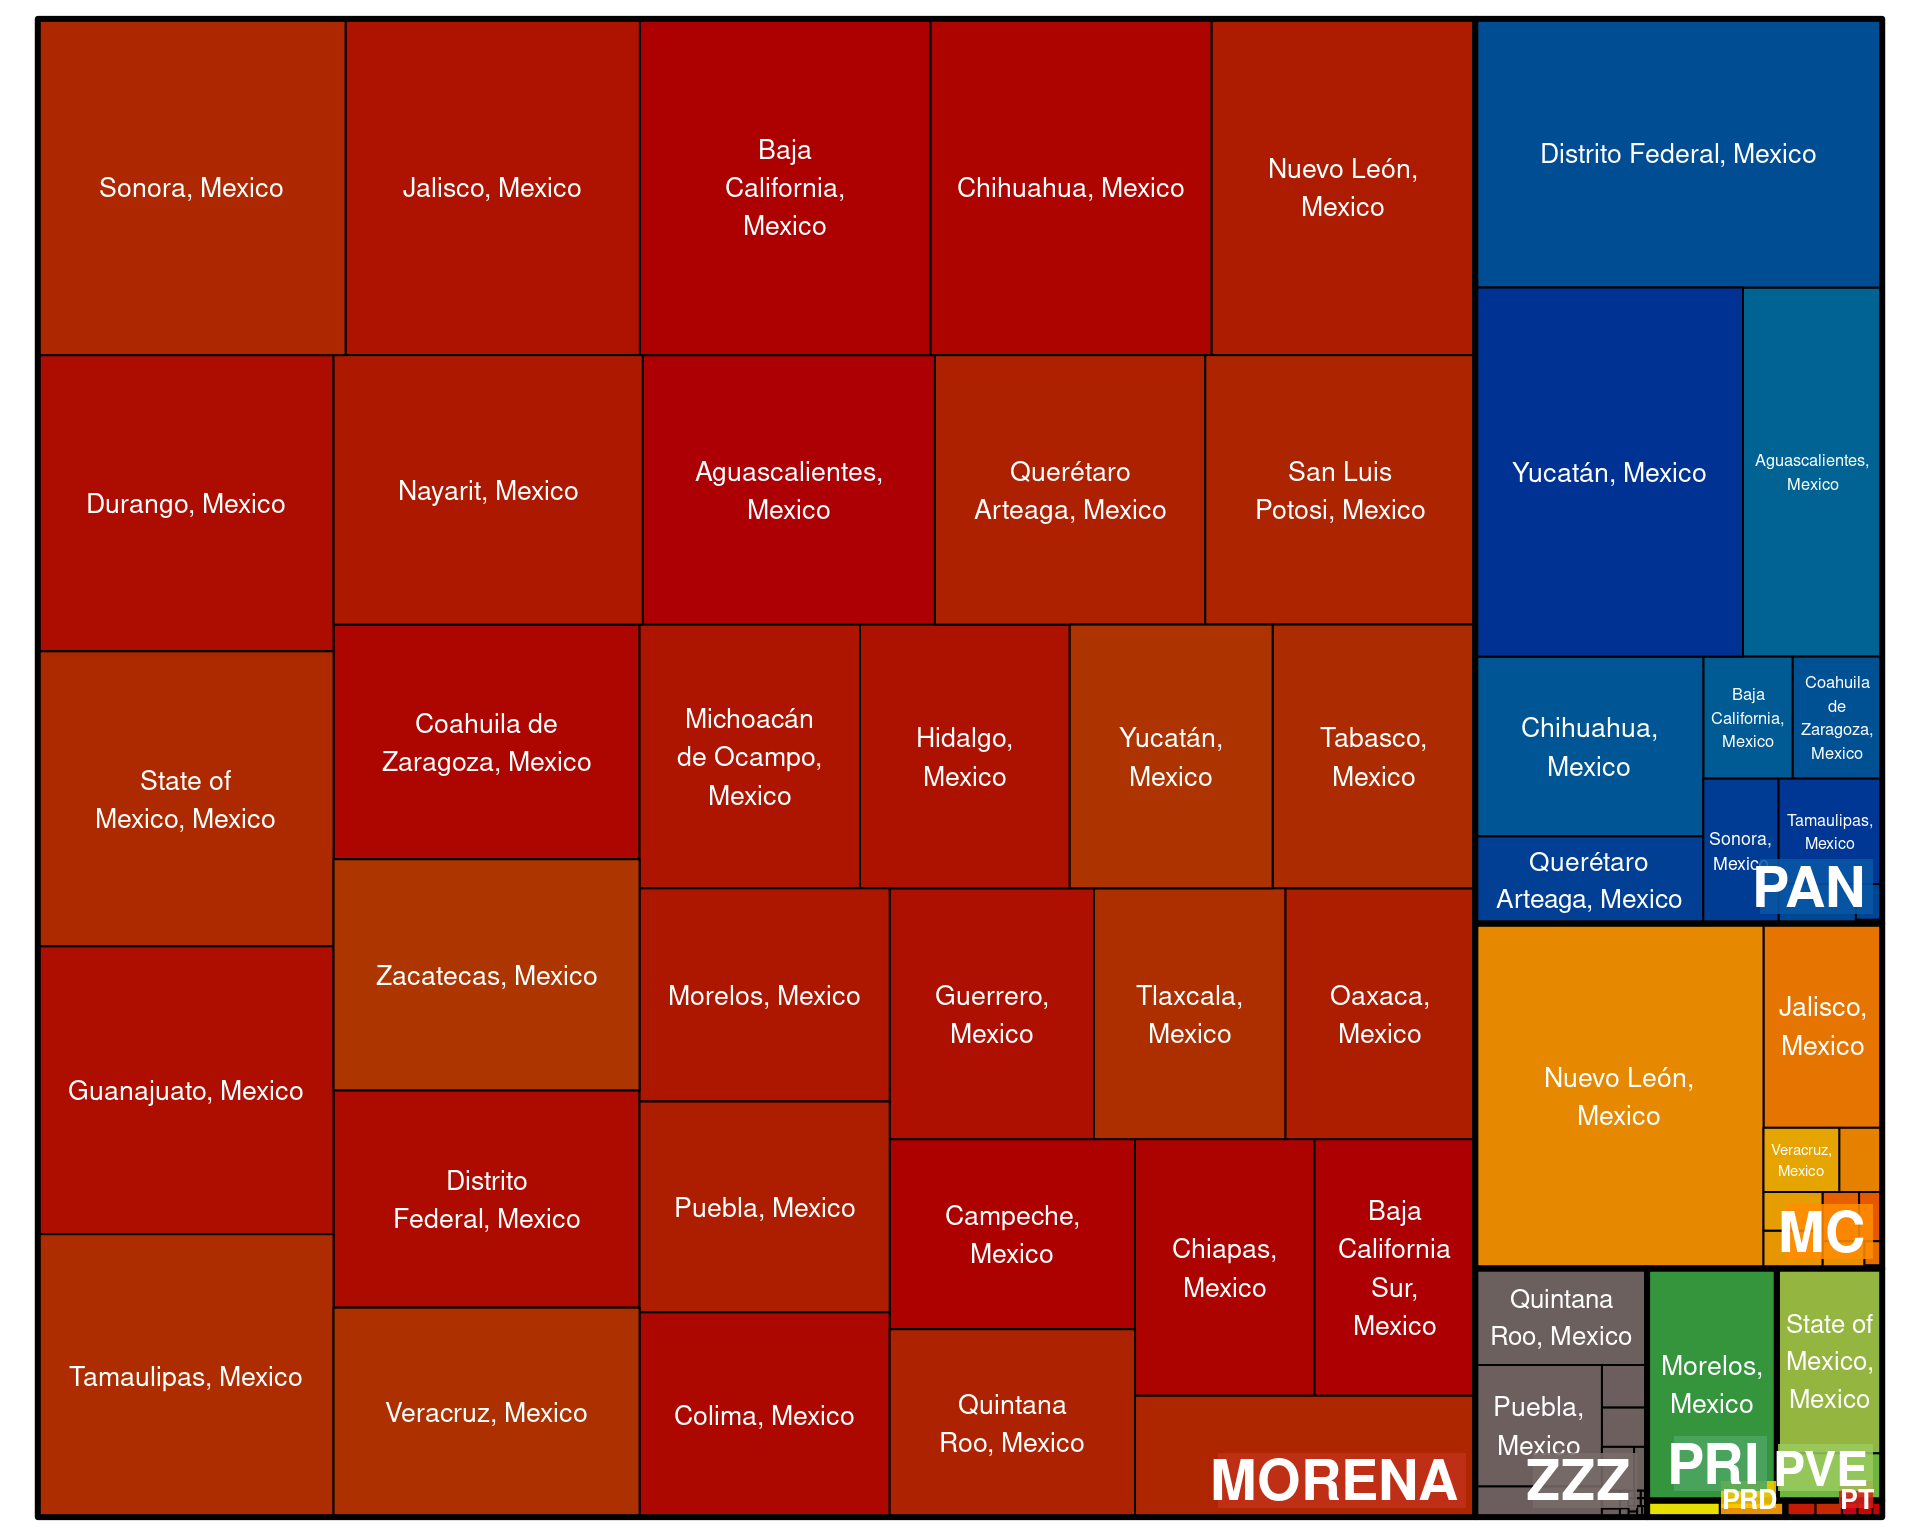 Sonora, Mexico
Jalisco, Mexico
Baja
California,
Mexico
Chihuahua, Mexico
Nuevo León,
Mexico
Distrito Federal, Mexico
Durango, Mexico
Nayarit, Mexico
Aguascalientes,
Mexico
Querétaro
Arteaga, Mexico
San Luis
Potosi, Mexico
Yucatán, Mexico
Aguascalientes,
Mexico
State of
Mexico, Mexico
Coahuila de
Zaragoza, Mexico
Michoacán
de Ocampo,
Mexico
Hidalgo,
Mexico
Yucatán,
Mexico
Tabasco,
Mexico
Chihuahua,
Mexico
Baja
California,
Mexico
Coahuila
de
Zaragoza,
Mexico
Querétaro
Arteaga, Mexico
Sonora,
Mexico
Tamaulipas,
Mexico
PAN
Guanajuato, Mexico
Zacatecas, Mexico
Morelos, Mexico
Guerrero,
Mexico
Tlaxcala,
Mexico
Oaxaca,
Mexico
Nuevo León,
Mexico
Jalisco,
Mexico
Veracruz,
Mexico
MC
Distrito
Federal, Mexico
Puebla, Mexico
Campeche,
Mexico
Chiapas,
Mexico
Baja
California
Sur,
Mexico
Tamaulipas, Mexico
Veracruz, Mexico
Colima, Mexico
Quintana
Roo, Mexico
MORENA
Quintana
Roo, Mexico
Puebla,
Mexico
ZZZ
Morelos,
Mexico
PRI
State of
Mexico,
Mexico
PVE
PRD
PT